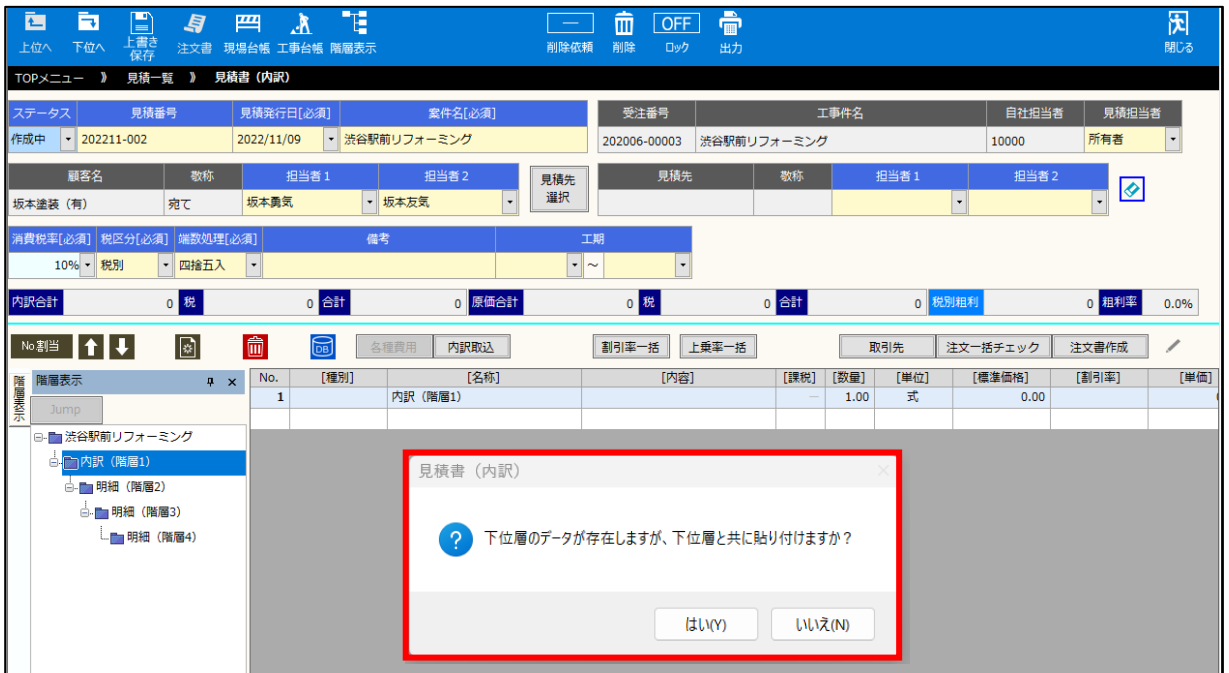 上位へ 下位へ 上書き保存 注文書 現場台帳 工事台帳 階層表示 削除依頼 削除 OFF ロック 出力 閉じる
TOPメニュー 》 見積一覧 》 見積書（内訳）
ステータス 見積番号 見積発行日[必須] 案件名[必須] 受注番号 工事件名 自社担当者 見積担当者
作成中 202211-002 2022/11/09 渋谷駅前リフォーミング 202006-00003 渋谷駅前リフォーミング 10000 所有者
顧客名 敬称 担当者1 担当者2 見積先選択 見積先 敬称 担当者1 担当者2
坂本塗装（有） 宛て 坂本勇気 坂本友気
消費税率[必須] 税区分[必須] 端数処理[必須] 備考 工期
10% 税別 四捨五入 ～
内訳合計 0 税 0 合計 0 原価合計 0 税 0 合計 0 税別粗利 0 粗利率 0.0%
No割当 DB 各種費用 内訳取込 割引率一括 上乗率一括 取引先 注文一括チェック 注文書作成
階層表示 階層表示 No. [種別] [名称] [内容] [課税] [数量] [単位] [標準価格] [割引率] [単価]
Jump 1 内訳（階層1） － 1.00 式 0.00
渋谷駅前リフォーミング
内訳（階層1）
明細（階層2）
明細（階層3）
明細（階層4）
見積書（内訳）
下位層のデータが存在しますが、下位層と共に貼り付けますか？
はい(Y) いいえ(N)